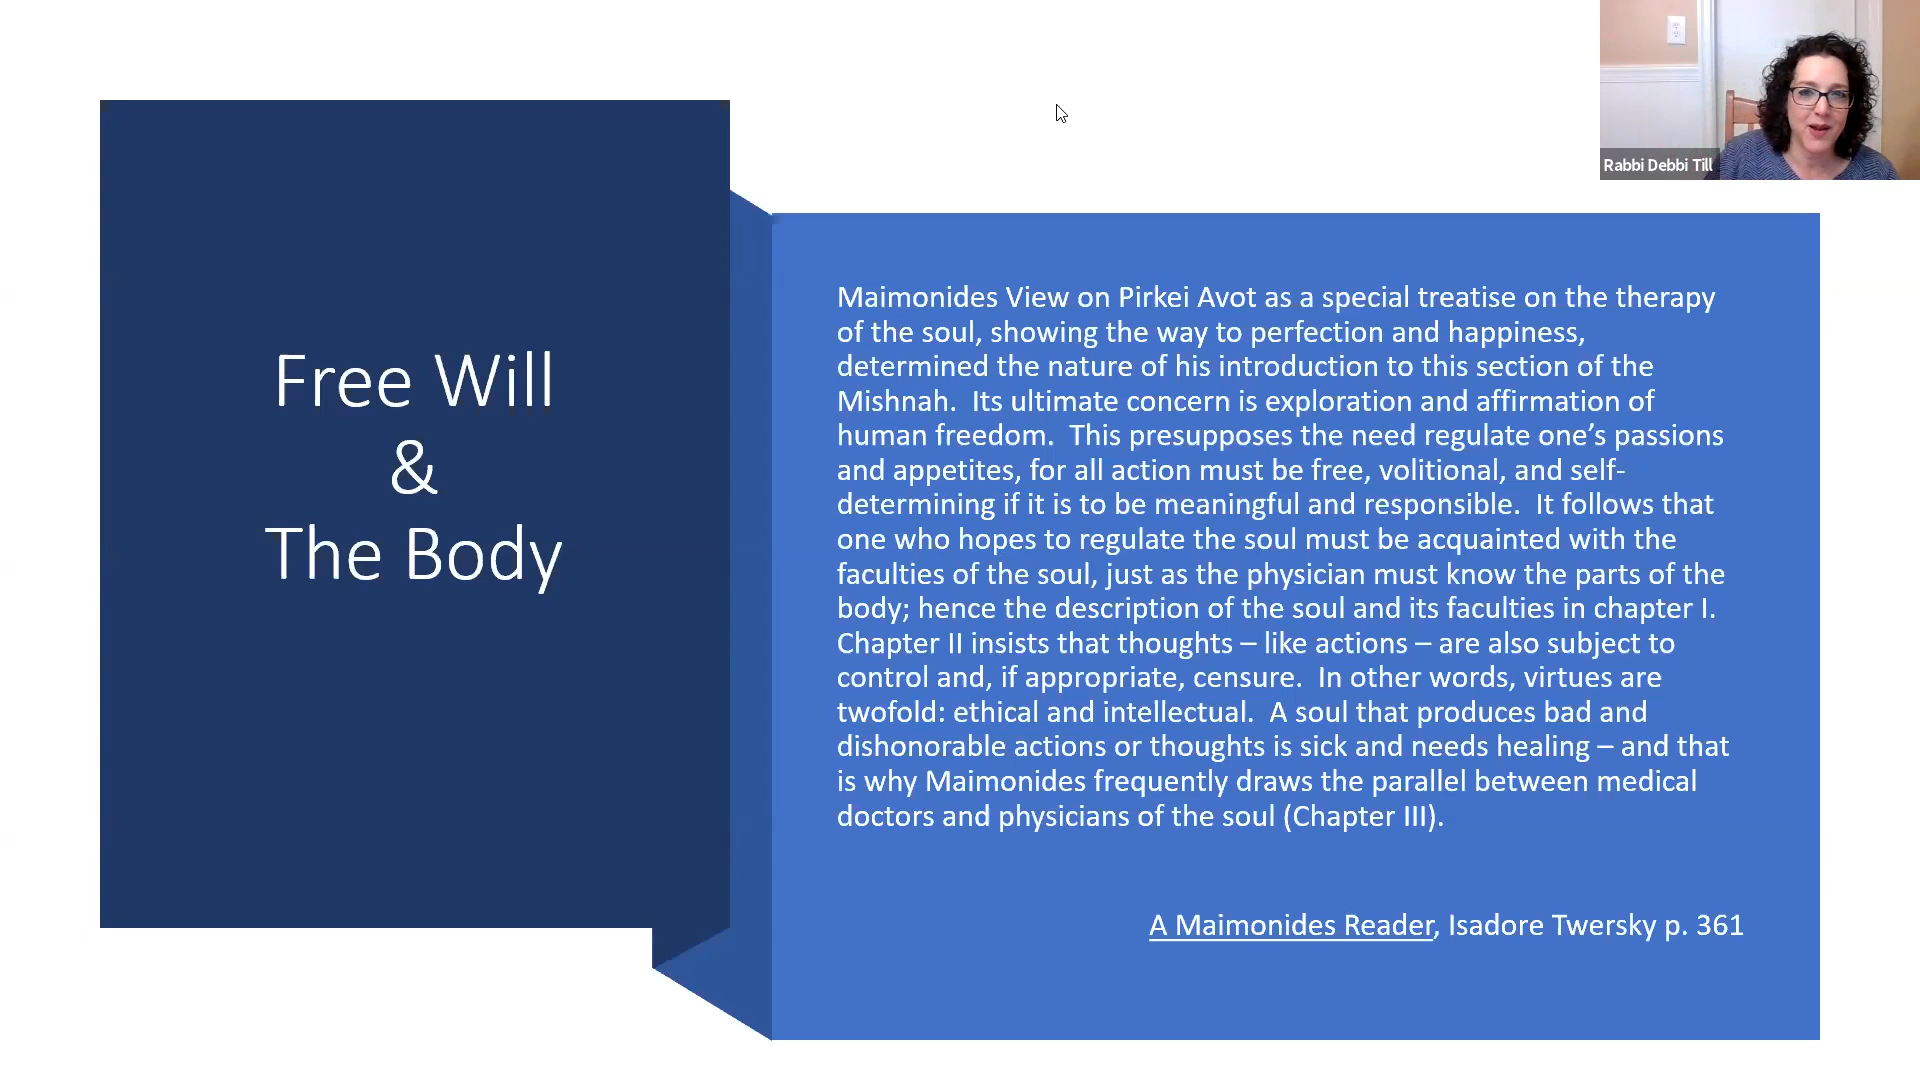 Rabbi Debbi Till
Free Will
&
The Body
Maimonides View on Pirkei Avot as a special treatise on the therapy
of the soul, showing the way to perfection and happiness,
determined the nature of his introduction to this section of the
Mishnah.  Its ultimate concern is exploration and affirmation of
human freedom.  This presupposes the need regulate one’s passions
and appetites, for all action must be free, volitional, and self-
determining if it is to be meaningful and responsible.  It follows that
one who hopes to regulate the soul must be acquainted with the
faculties of the soul, just as the physician must know the parts of the
body; hence the description of the soul and its faculties in chapter I.
Chapter II insists that thoughts – like actions – are also subject to
control and, if appropriate, censure.  In other words, virtues are
twofold: ethical and intellectual.  A soul that produces bad and
dishonorable actions or thoughts is sick and needs healing – and that
is why Maimonides frequently draws the parallel between medical
doctors and physicians of the soul (Chapter III).
A Maimonides Reader, Isadore Twersky p. 361